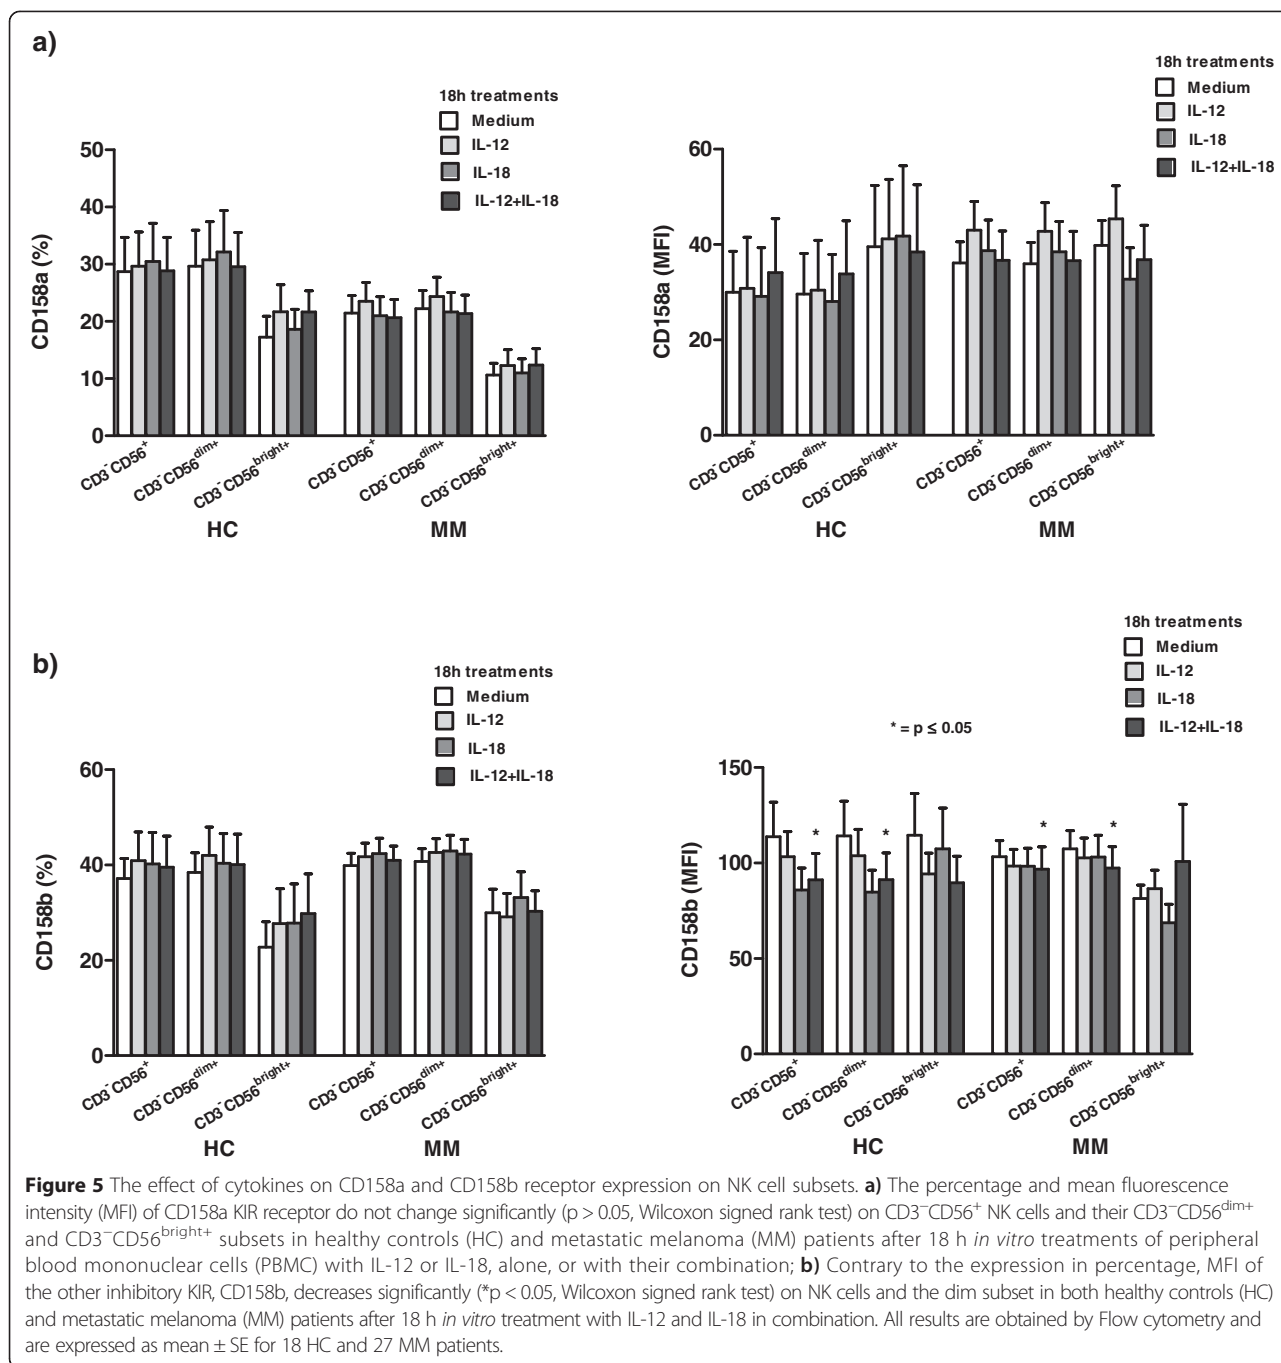 a)
18h treatments
Medium
IL-12
IL-18
IL-12+IL-18
CD158a (%)
50
40
30
20
10
0
CD3⁻CD56⁺
CD3⁻CD56ᵈⁱᵐ⁺
CD3⁻CD56ᵇʳⁱᵍʰᵗ⁺
CD3⁻CD56⁺
CD3⁻CD56ᵈⁱᵐ⁺
CD3⁻CD56ᵇʳⁱᵍʰᵗ⁺
HC
MM
18h treatments
Medium
IL-12
IL-18
IL-12+IL-18
CD158a (MFI)
60
40
20
0
CD3⁻CD56⁺
CD3⁻CD56ᵈⁱᵐ⁺
CD3⁻CD56ᵇʳⁱᵍʰᵗ⁺
CD3⁻CD56⁺
CD3⁻CD56ᵈⁱᵐ⁺
CD3⁻CD56ᵇʳⁱᵍʰᵗ⁺
HC
MM
b)
18h treatments
Medium
IL-12
IL-18
IL-12+IL-18
CD158b (%)
60
40
20
0
CD3⁻CD56⁺
CD3⁻CD56ᵈⁱᵐ⁺
CD3⁻CD56ᵇʳⁱᵍʰᵗ⁺
CD3⁻CD56⁺
CD3⁻CD56ᵈⁱᵐ⁺
CD3⁻CD56ᵇʳⁱᵍʰᵗ⁺
HC
MM
18h treatments
Medium
IL-12
IL-18
IL-12+IL-18
* = p ≤ 0.05
CD158b (MFI)
150
100
50
0
*
*
*
*
CD3⁻CD56⁺
CD3⁻CD56ᵈⁱᵐ⁺
CD3⁻CD56ᵇʳⁱᵍʰᵗ⁺
CD3⁻CD56⁺
CD3⁻CD56ᵈⁱᵐ⁺
CD3⁻CD56ᵇʳⁱᵍʰᵗ⁺
HC
MM
Figure 5 The effect of cytokines on CD158a and CD158b receptor expression on NK cell subsets. a) The percentage and mean fluorescence
intensity (MFI) of CD158a KIR receptor do not change significantly (p > 0.05, Wilcoxon signed rank test) on CD3⁻CD56⁺ NK cells and their CD3⁻CD56ᵈⁱᵐ⁺
and CD3⁻CD56ᵇʳⁱᵍʰᵗ⁺ subsets in healthy controls (HC) and metastatic melanoma (MM) patients after 18 h in vitro treatments of peripheral
blood mononuclear cells (PBMC) with IL-12 or IL-18, alone, or with their combination; b) Contrary to the expression in percentage, MFI of
the other inhibitory KIR, CD158b, decreases significantly (*p < 0.05, Wilcoxon signed rank test) on NK cells and the dim subset in both healthy controls (HC)
and metastatic melanoma (MM) patients after 18 h in vitro treatment with IL-12 and IL-18 in combination. All results are obtained by Flow cytometry and
are expressed as mean ± SE for 18 HC and 27 MM patients.